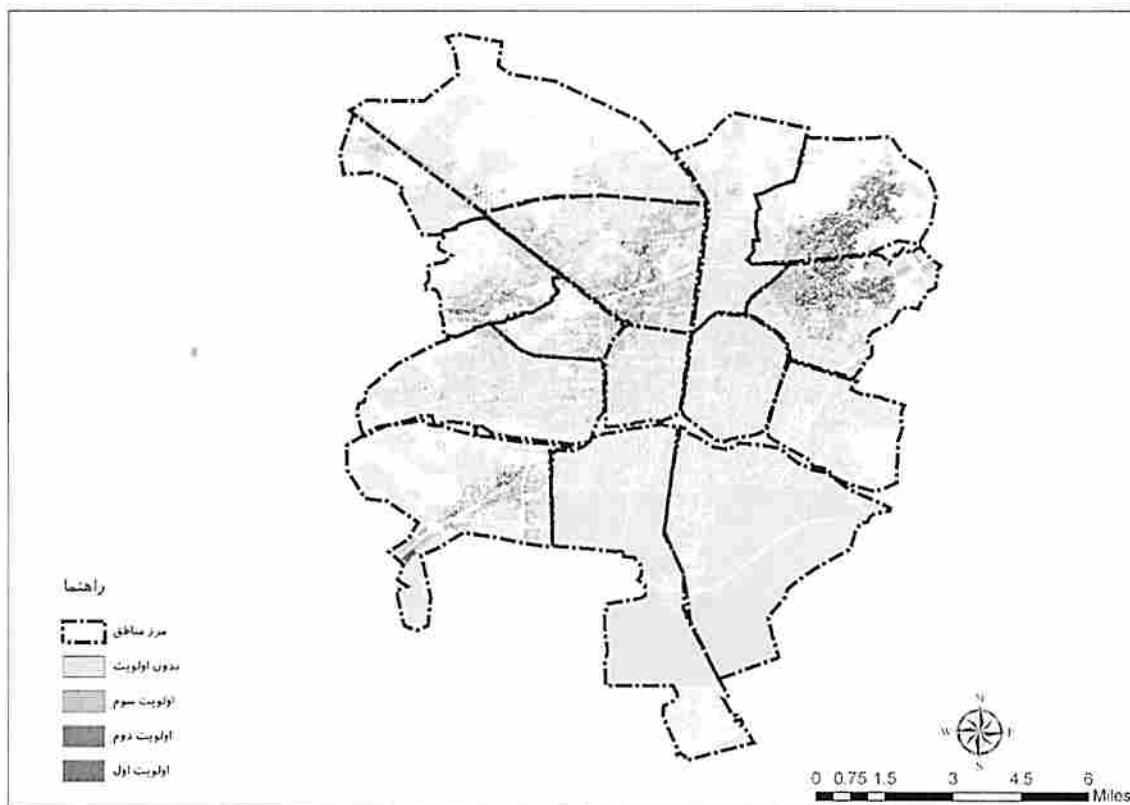 راهنما
مرز مناطق
بدون اولویت
اولویت سوم
اولویت دوم
اولویت اول
N
W E
S
0 0.75 1.5 3 4.5 6
Miles